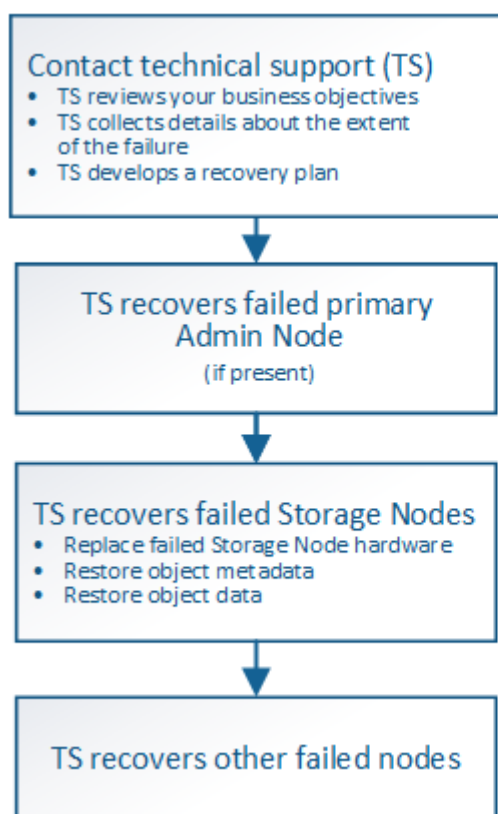 Contact technical support (TS)
• TS reviews your business objectives
• TS collects details about the extent
of the failure
• TS develops a recovery plan
TS recovers failed primary
Admin Node
(if present)
TS recovers failed Storage Nodes
• Replace failed Storage Node hardware
• Restore object metadata
• Restore object data
TS recovers other failed nodes